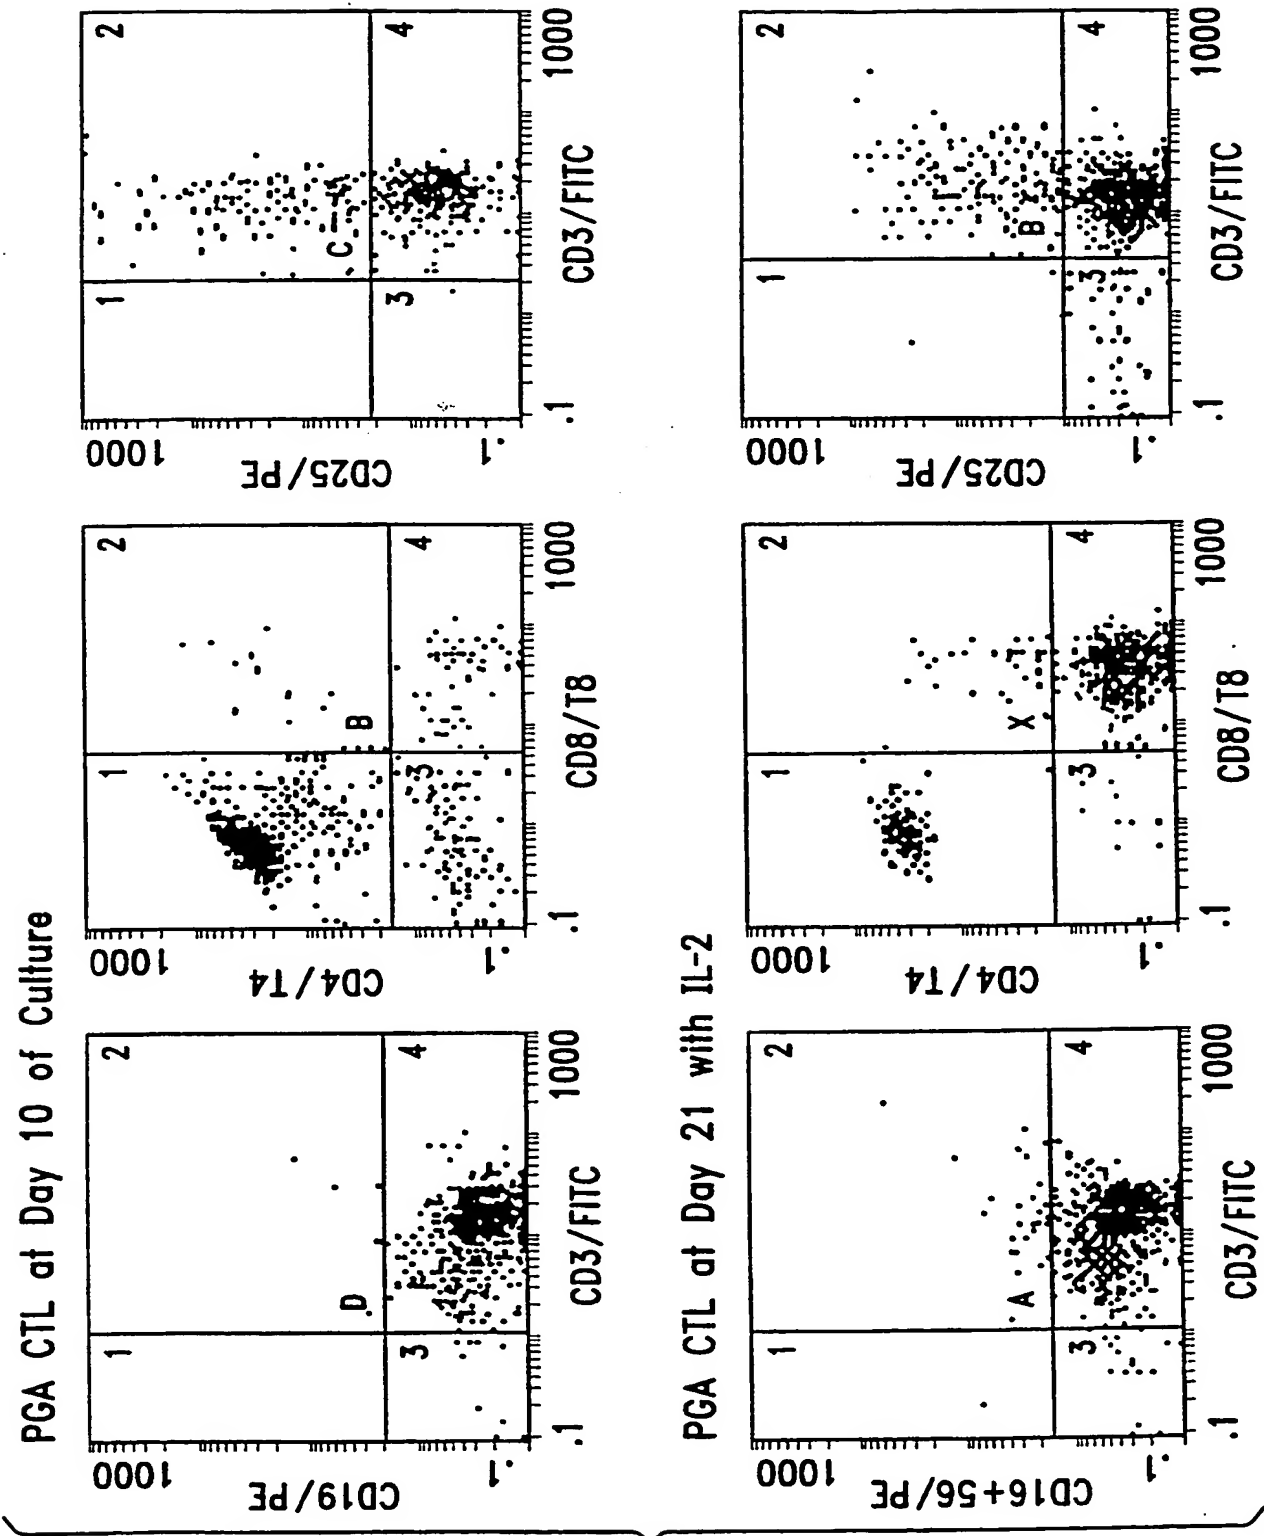 PGA CTL at Day 10 of Culture
1000
CD19/PE
.1
1
2
D
3
4
.1
1000
CD3/FITC
1000
CD4/T4
.1
1
2
B
3
4
.1
1000
CD8/T8
1000
CD25/PE
.1
1
2
C
3
4
.1
1000
CD3/FITC
PGA CTL at Day 21 with IL-2
1000
CD16+56/PE
.1
1
2
A
3
4
.1
1000
CD3/FITC
1000
CD4/T4
.1
1
2
X
3
4
.1
1000
CD8/T8
1000
CD25/PE
.1
1
2
B
3
4
.1
1000
CD3/FITC